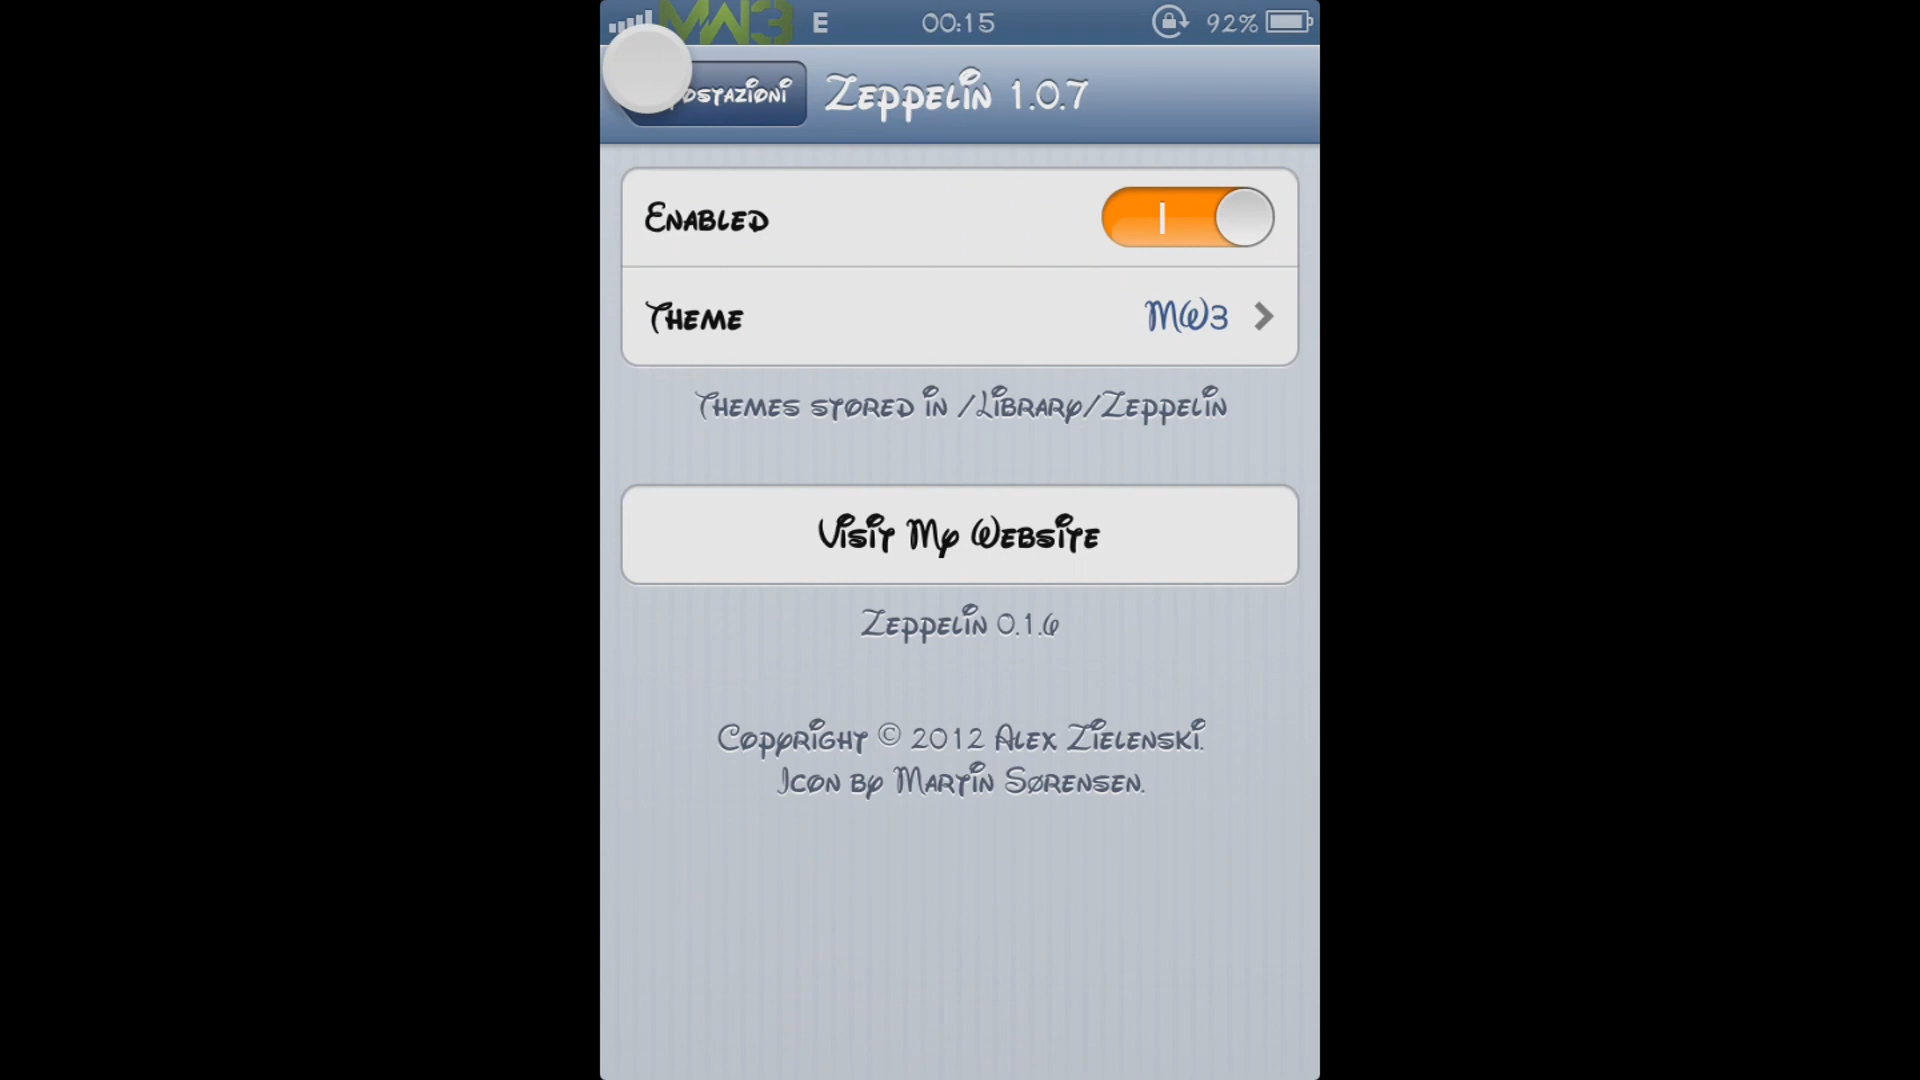 MW3 E 00:15 92%
Zeppelin 1.0.7
Enabled
Theme MW3
Themes stored in /Library/Zeppelin
Visit My Website
Zeppelin 0.1.6
Copyright © 2012 Alex Zielenski.
Icon by Martin Sørensen.